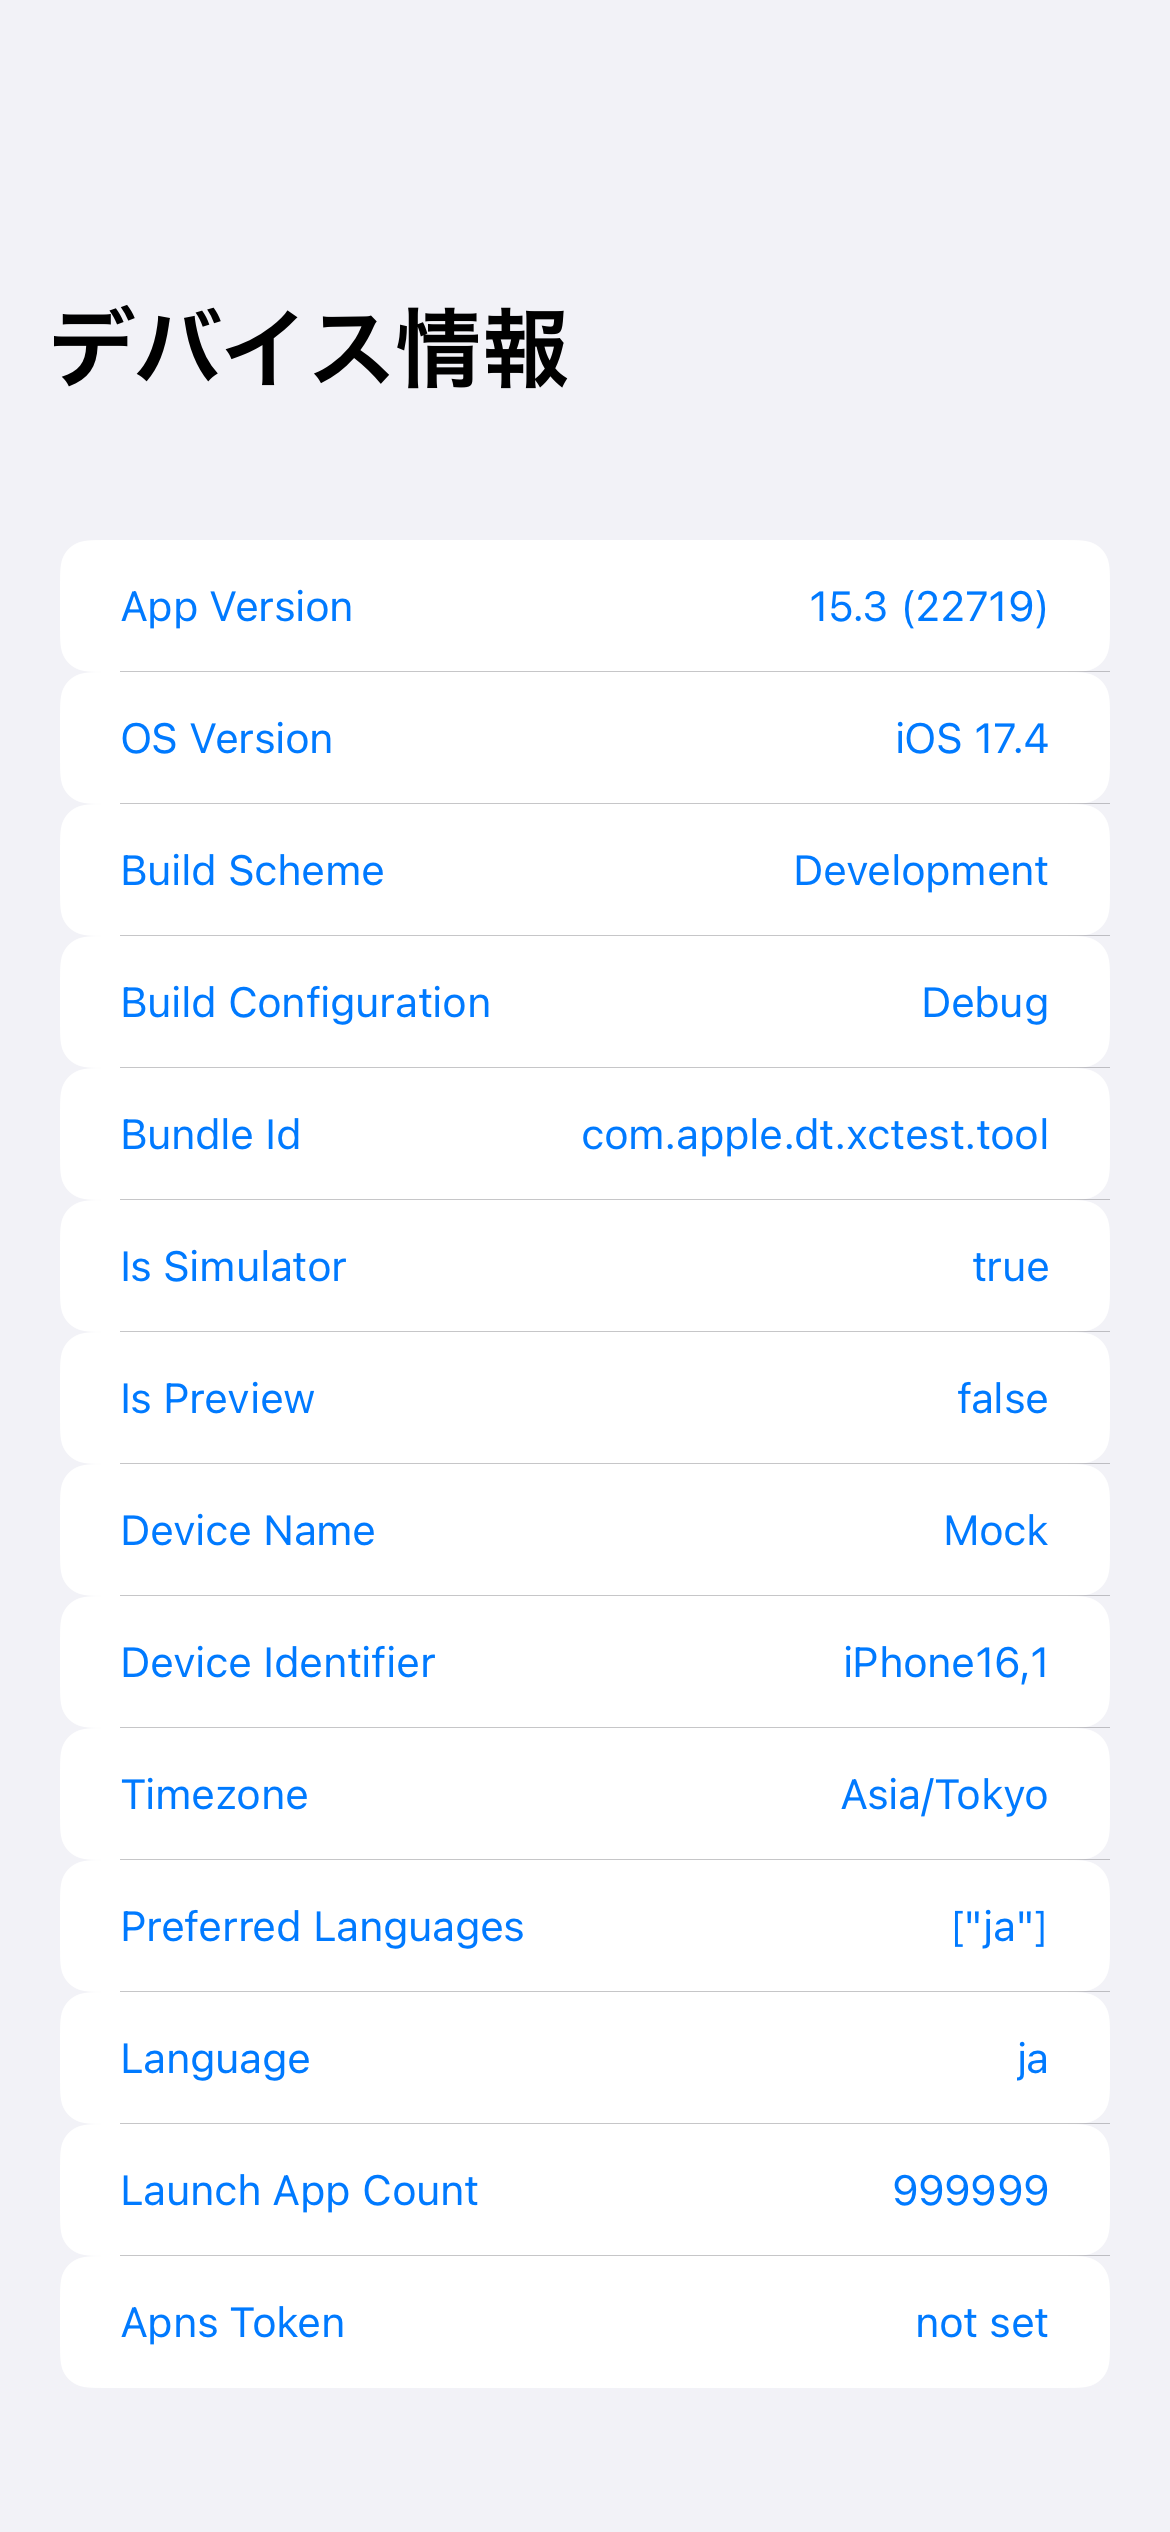 デバイス情報
App Version 15.3 (22719)
OS Version iOS 17.4
Build Scheme Development
Build Configuration Debug
Bundle Id com.apple.dt.xctest.tool
Is Simulator true
Is Preview false
Device Name Mock
Device Identifier iPhone16,1
Timezone Asia/Tokyo
Preferred Languages ["ja"]
Language ja
Launch App Count 999999
Apns Token not set